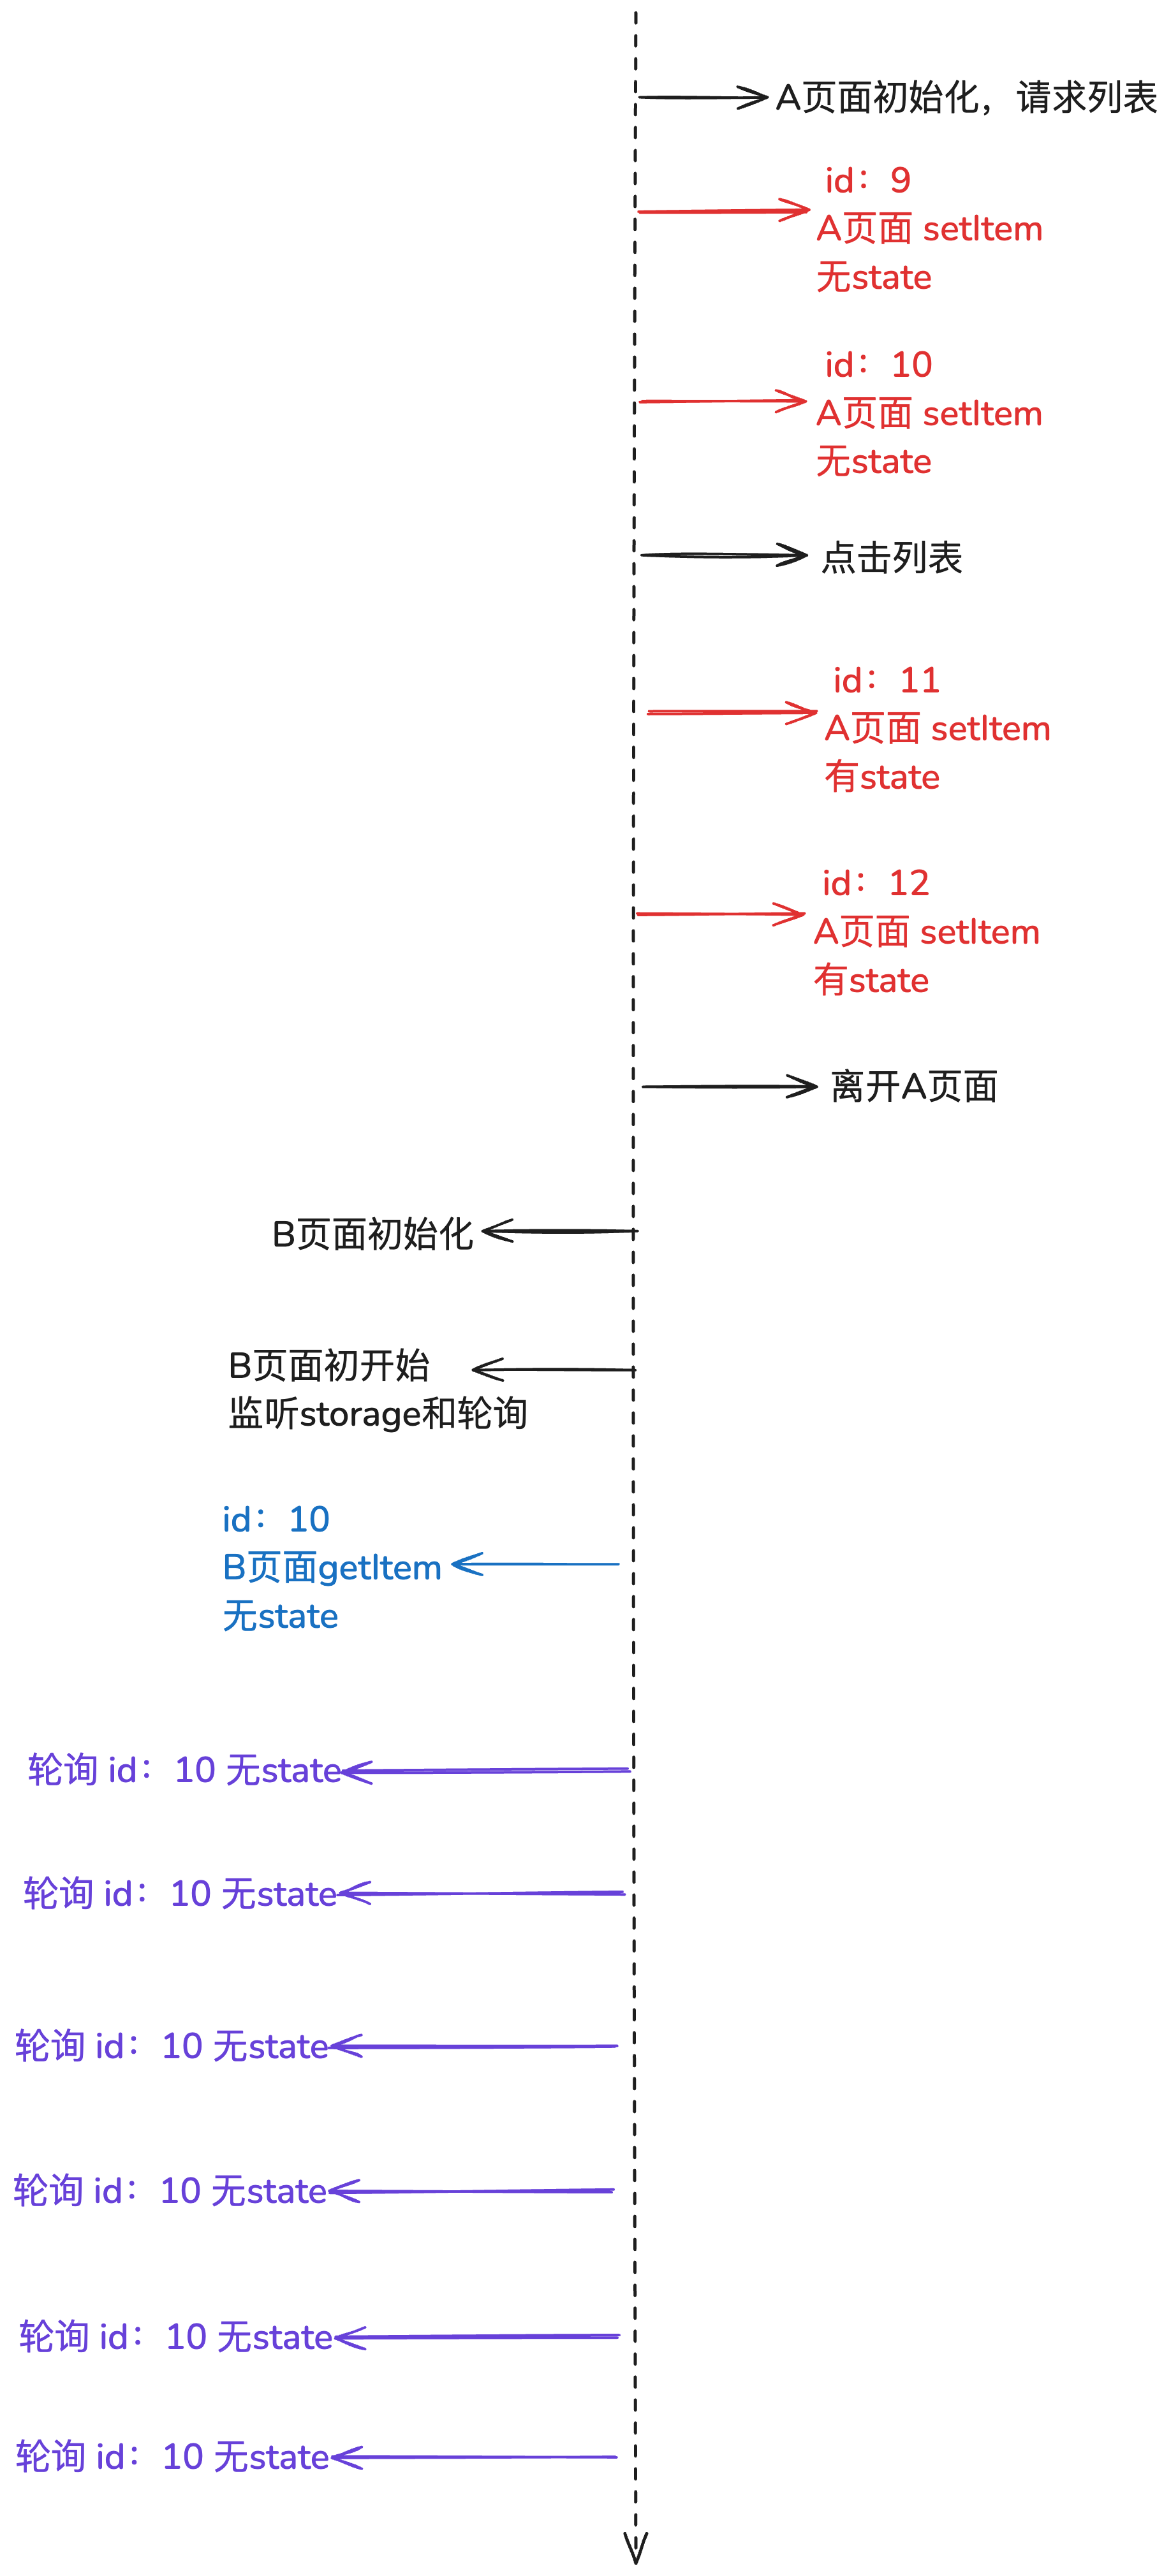 A页面初始化，请求列表
id：9
A页面 setItem
无state
id：10
A页面 setItem
无state
点击列表
id：11
A页面 setItem
有state
id：12
A页面 setItem
有state
离开A页面
B页面初始化
B页面初开始
监听storage和轮询
id：10
B页面getItem
无state
轮询 id：10 无state
轮询 id：10 无state
轮询 id：10 无state
轮询 id：10 无state
轮询 id：10 无state
轮询 id：10 无state